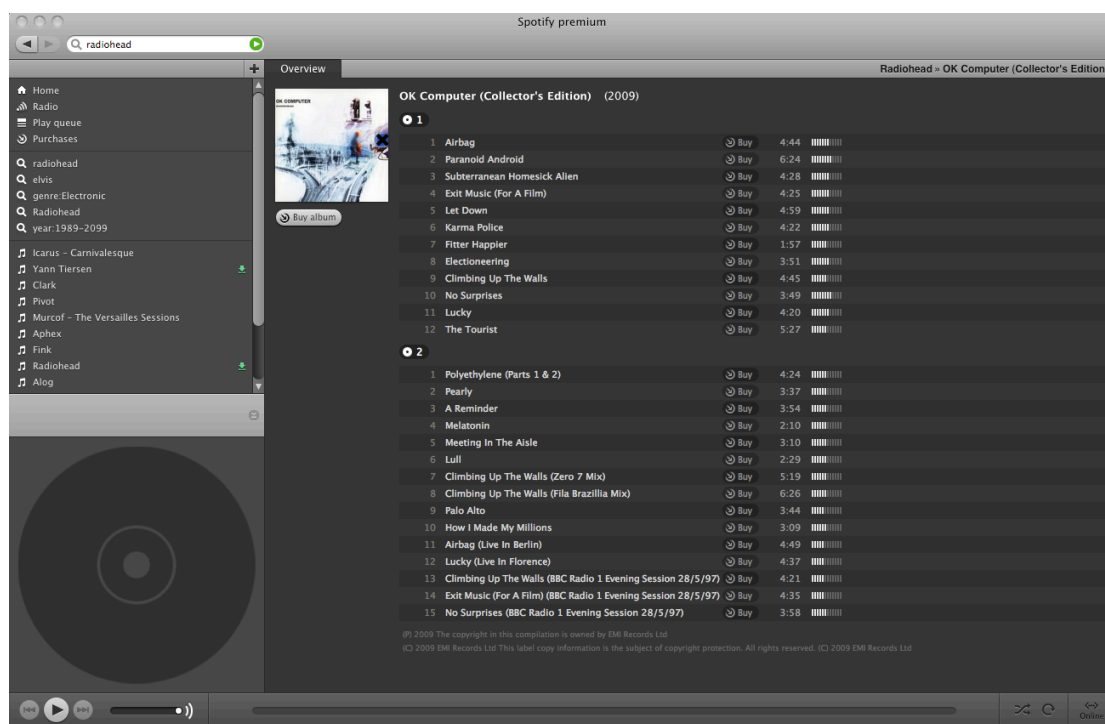 Spotify premium
radiohead
Overview
Radiohead » OK Computer (Collector's Edition
Home
Radio
Play queue
Purchases
radiohead
elvis
genre:Electronic
Radiohead
year:1989-2099
Icarus - Carnivalesque
Yann Tiersen
Clark
Pivot
Murcof - The Versailles Sessions
Aphex
Fink
Radiohead
Alog
OK COMPUTER
RADIOHEAD
Buy album
OK Computer (Collector's Edition) (2009)
1
1 Airbag Buy 4:44
2 Paranoid Android Buy 6:24
3 Subterranean Homesick Alien Buy 4:28
4 Exit Music (For A Film) Buy 4:25
5 Let Down Buy 4:59
6 Karma Police Buy 4:22
7 Fitter Happier Buy 1:57
8 Electioneering Buy 3:51
9 Climbing Up The Walls Buy 4:45
10 No Surprises Buy 3:49
11 Lucky Buy 4:20
12 The Tourist Buy 5:27
2
1 Polyethylene (Parts 1 & 2) Buy 4:24
2 Pearly Buy 3:37
3 A Reminder Buy 3:54
4 Melatonin Buy 2:10
5 Meeting In The Aisle Buy 3:10
6 Lull Buy 2:29
7 Climbing Up The Walls (Zero 7 Mix) Buy 5:19
8 Climbing Up The Walls (Fila Brazillia Mix) Buy 6:26
9 Palo Alto Buy 3:44
10 How I Made My Millions Buy 3:09
11 Airbag (Live In Berlin) Buy 4:49
12 Lucky (Live In Florence) Buy 4:37
13 Climbing Up The Walls (BBC Radio 1 Evening Session 28/5/97) Buy 4:21
14 Exit Music (For A Film) (BBC Radio 1 Evening Session 28/5/97) Buy 4:35
15 No Surprises (BBC Radio 1 Evening Session 28/5/97) Buy 3:58
(P) 2009 The copyright in this compilation is owned by EMI Records Ltd
(C) 2009 EMI Records Ltd This label copy information is the subject of copyright protection. All rights reserved. (C) 2009 EMI Records Ltd
Online